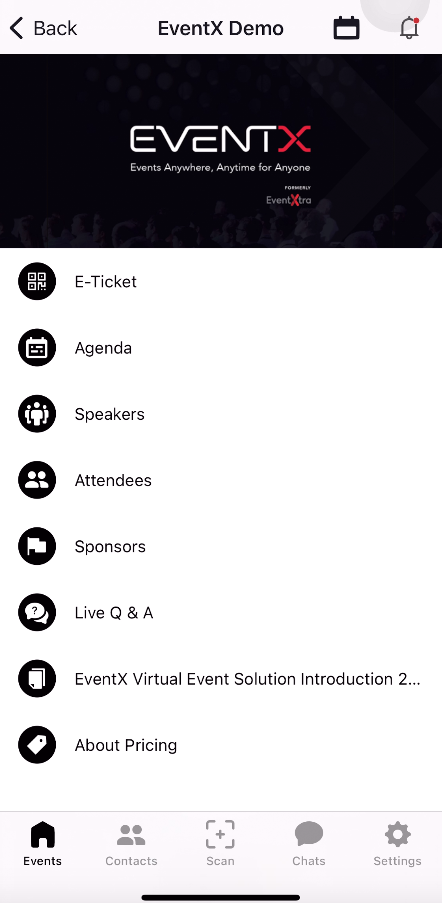 Back
EventX Demo
EVENTX
Events Anywhere, Anytime for Anyone
FORMERLY
EventXtra
E-Ticket
Agenda
Speakers
Attendees
Sponsors
Live Q & A
EventX Virtual Event Solution Introduction 2...
About Pricing
Events
Contacts
Scan
Chats
Settings